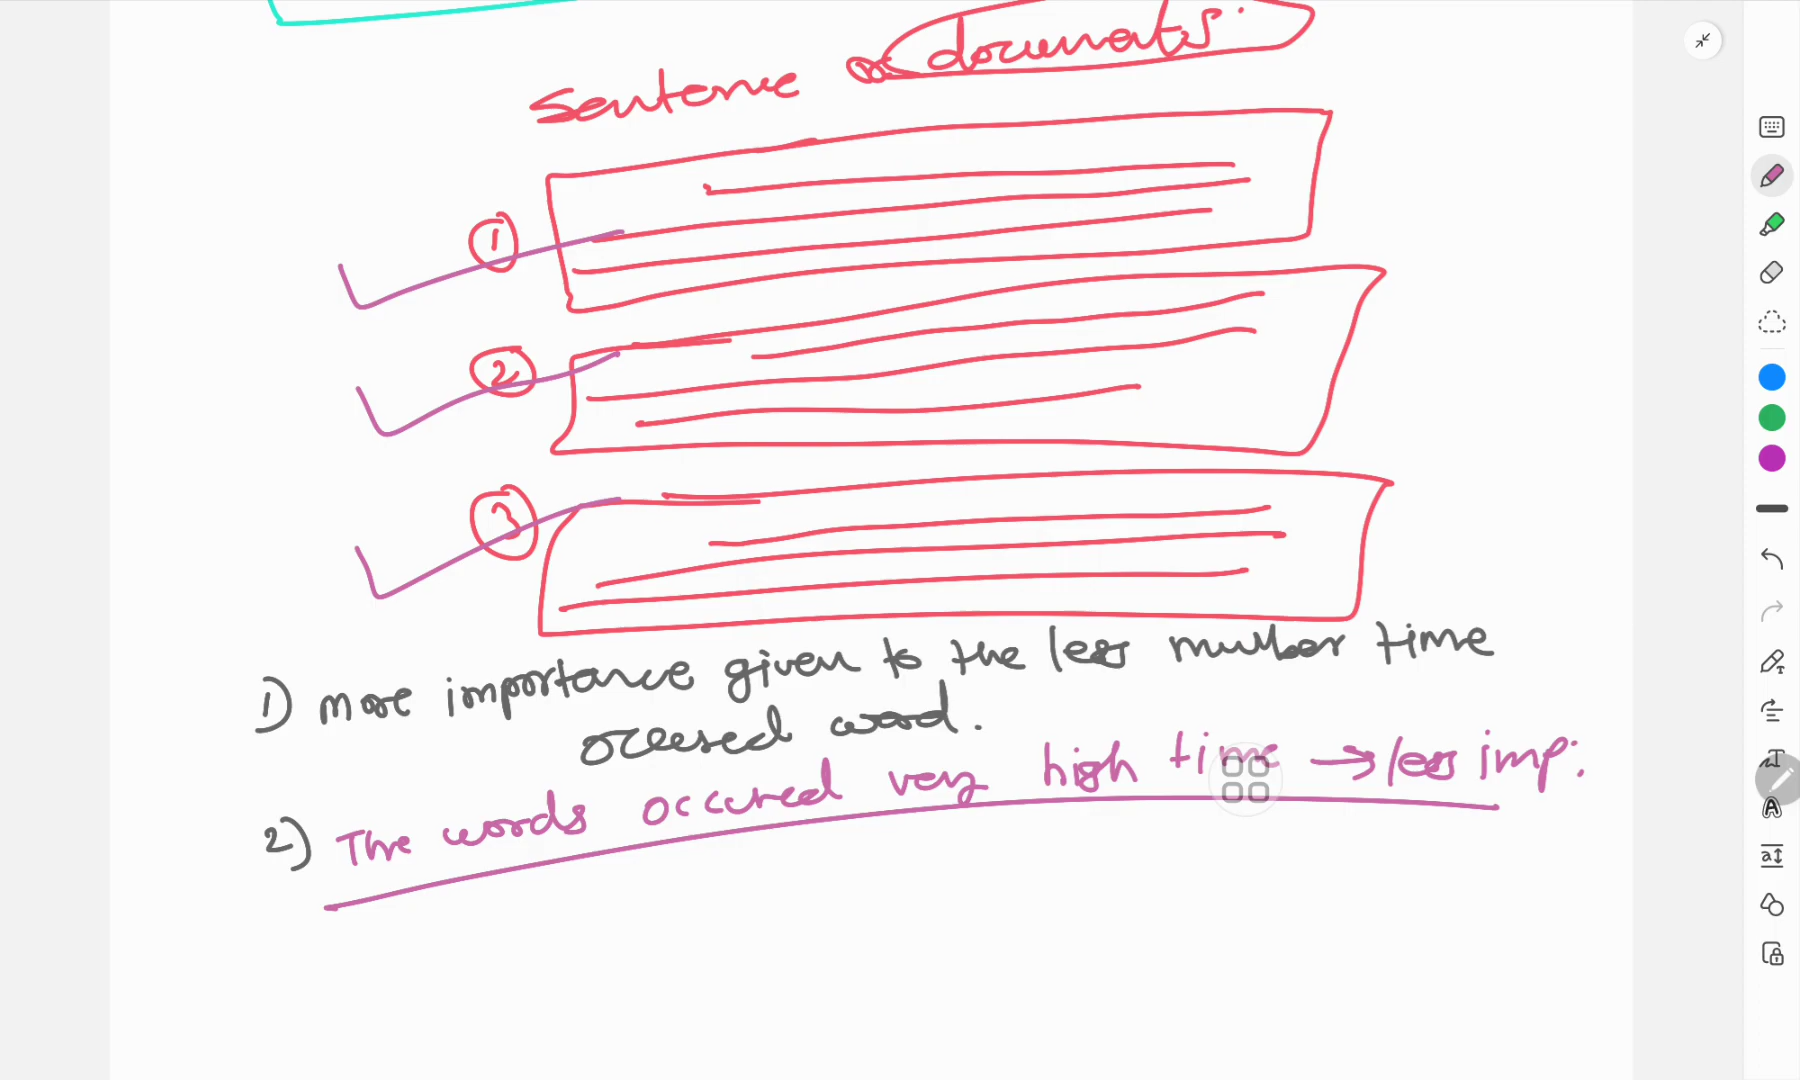 Sentence or documents.
1
2
3
1) more importance given to the less number time
occured word.
2) The words occured very high time → less imp.